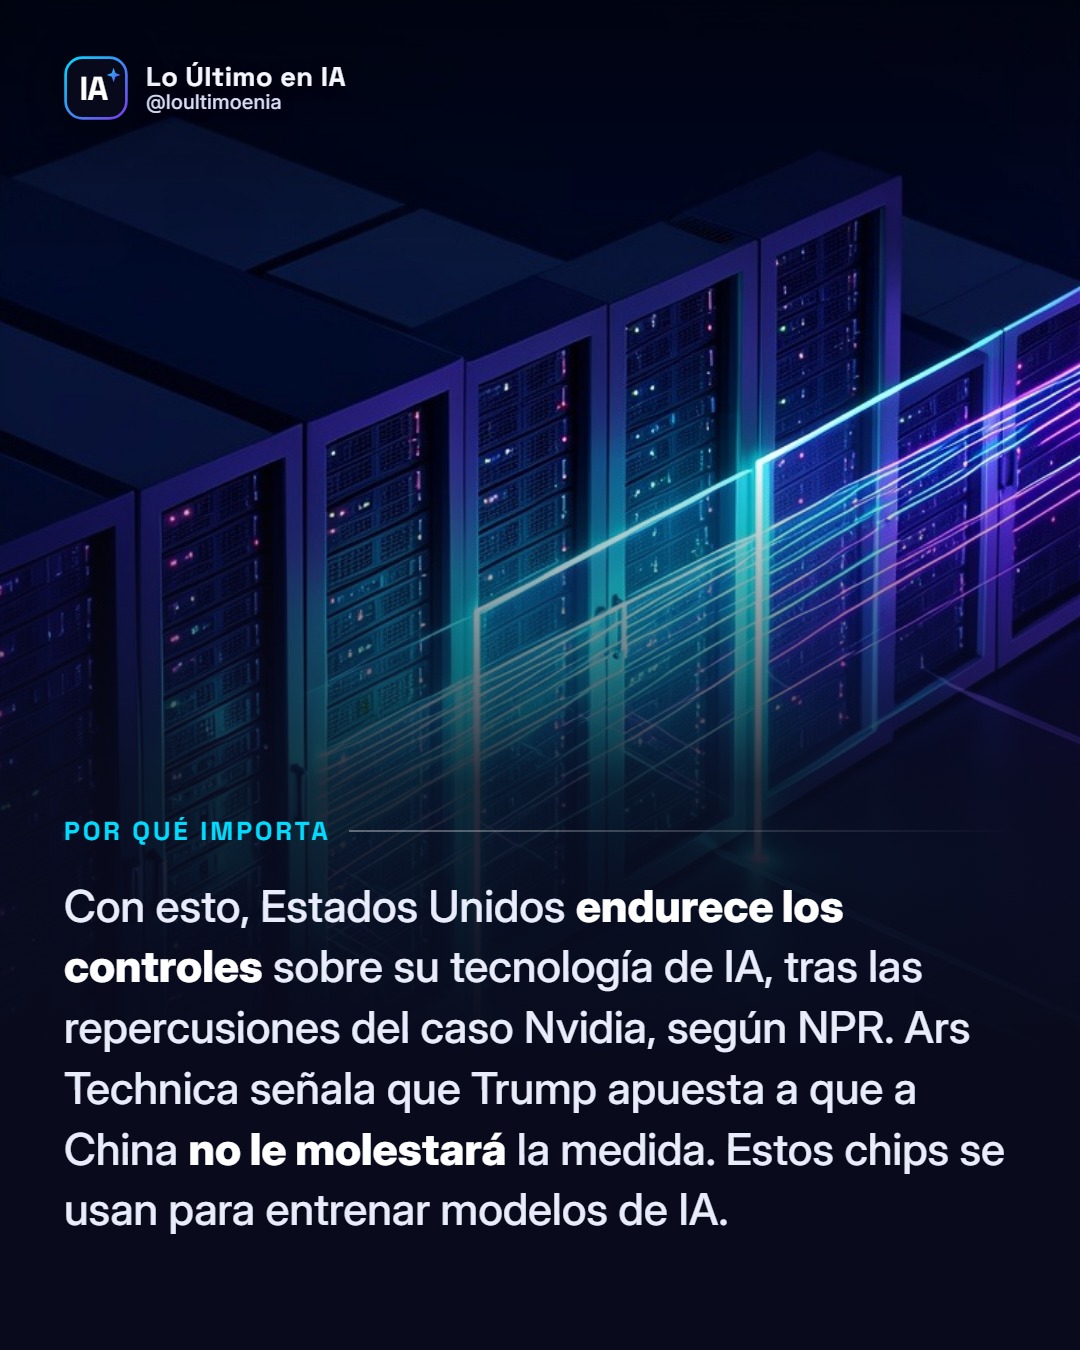 IA
Lo Último en IA
@loultimoenia
POR QUÉ IMPORTA
Con esto, Estados Unidos endurece los
controles sobre su tecnología de IA, tras las
repercusiones del caso Nvidia, según NPR. Ars
Technica señala que Trump apuesta a que a
China no le molestará la medida. Estos chips se
usan para entrenar modelos de IA.